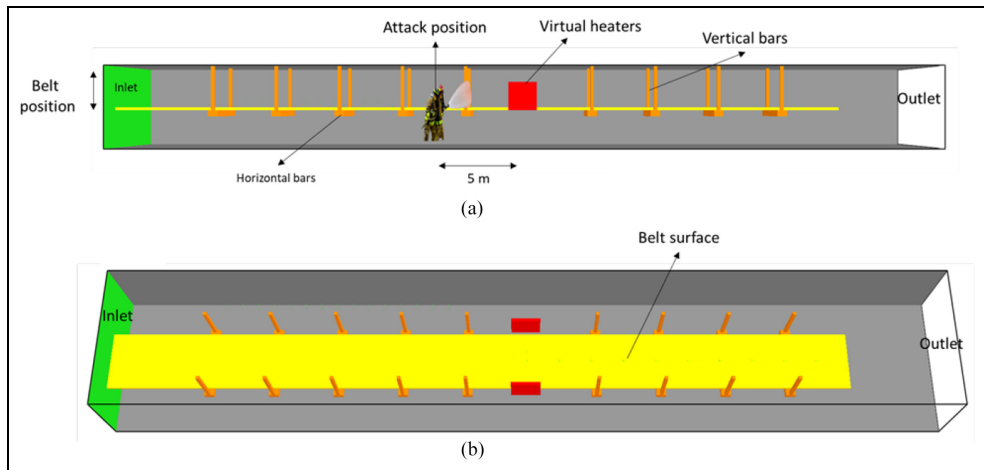 Attack position
Virtual heaters
Vertical bars
Belt
position
Inlet
Outlet
Horizontal bars
5 m
(a)
Belt surface
Inlet
Outlet
(b)